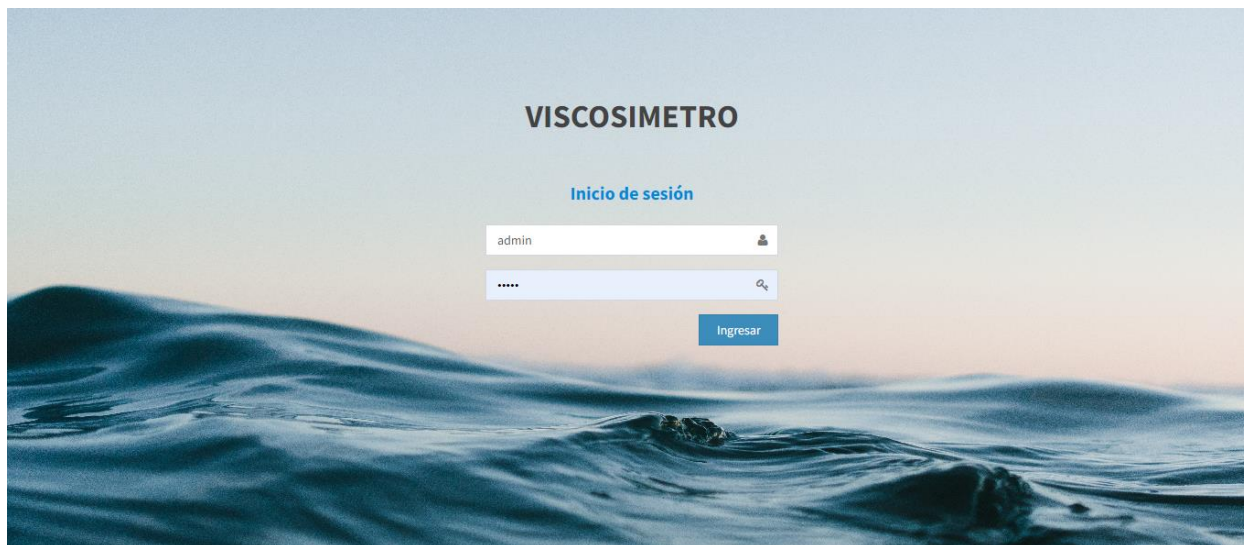 VISCOSIMETRO
Inicio de sesión
admin
•••••
Ingresar